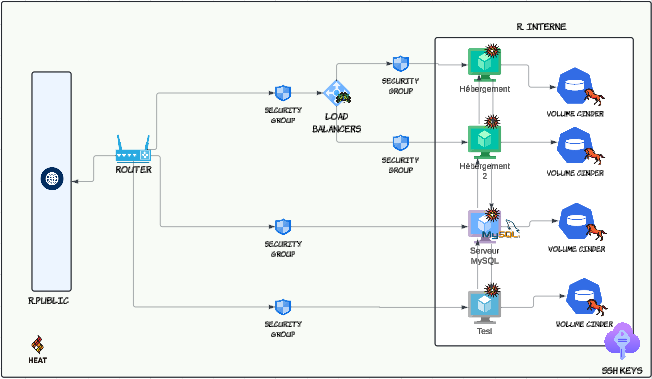 R. INTERNE
SECURITY
GROUP
Hébergement
SECURITY
GROUP
LOAD
BALANCERS
VOLUME CINDER
ROUTER
SECURITY
GROUP
Hébergement
2
VOLUME CINDER
MySQL
SECURITY
GROUP
Serveur
MySQL
VOLUME CINDER
R.PUBLIC
SECURITY
GROUP
Test
VOLUME CINDER
HEAT
SSH KEYS